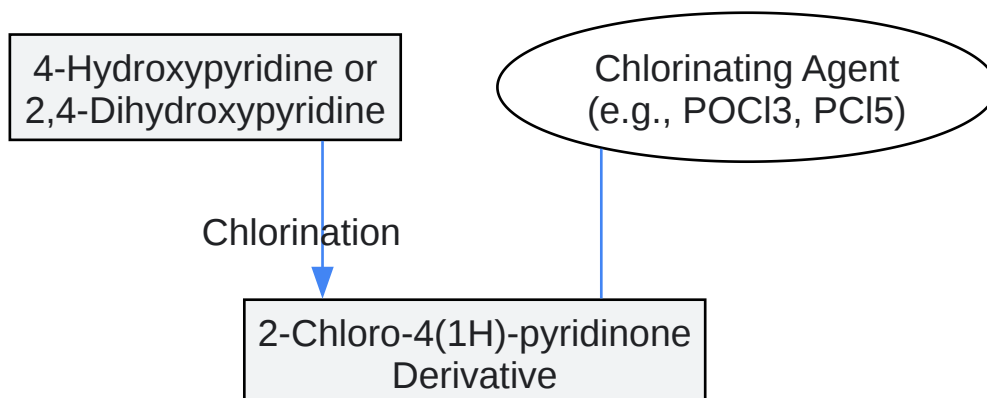 4-Hydroxypyridine or
2,4-Dihydroxypyridine
Chlorinating Agent
(e.g., POCl3, PCl5)
Chlorination
2-Chloro-4(1H)-pyridinone
Derivative